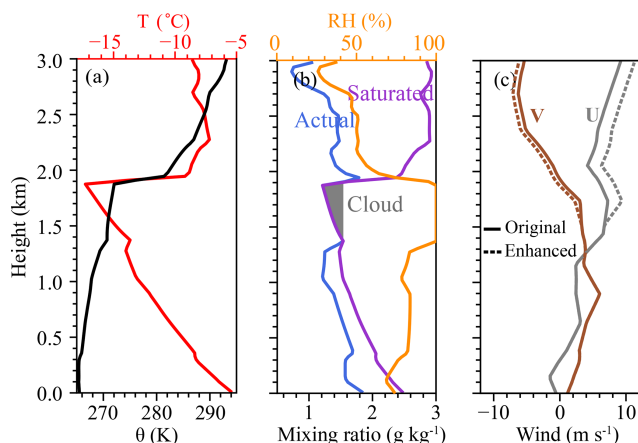 T (°C) RH (%)
−15 −10 −5 0 50 100
3.0 (a) (b) (c)
Saturated
Actual V U
2.5
2.0
Cloud
1.5 Original
Enhanced
1.0
0.5
0.0
Height (km)
270 280 290 1 2 3 −10 0 10
θ (K) Mixing ratio (g kg⁻¹) Wind (m s⁻¹)